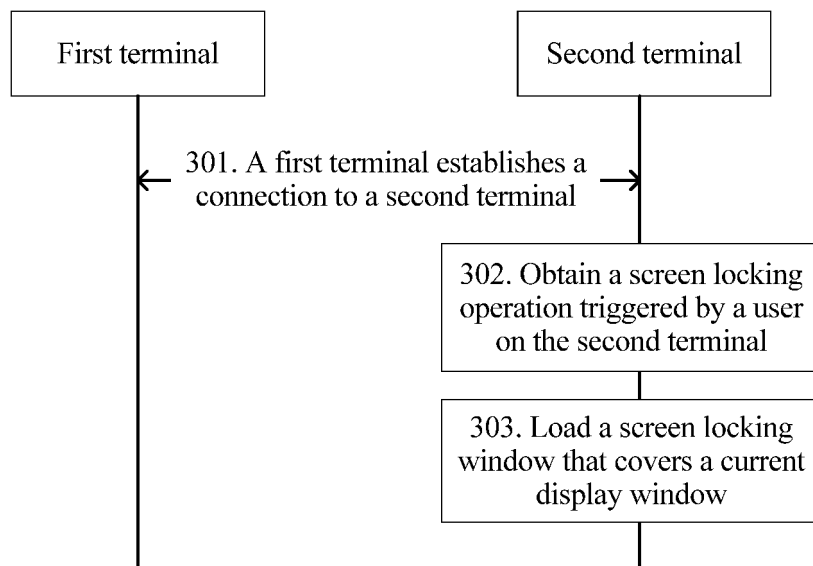 First terminal
Second terminal
301. A first terminal establishes a
connection to a second terminal
302. Obtain a screen locking
operation triggered by a user
on the second terminal
303. Load a screen locking
window that covers a current
display window